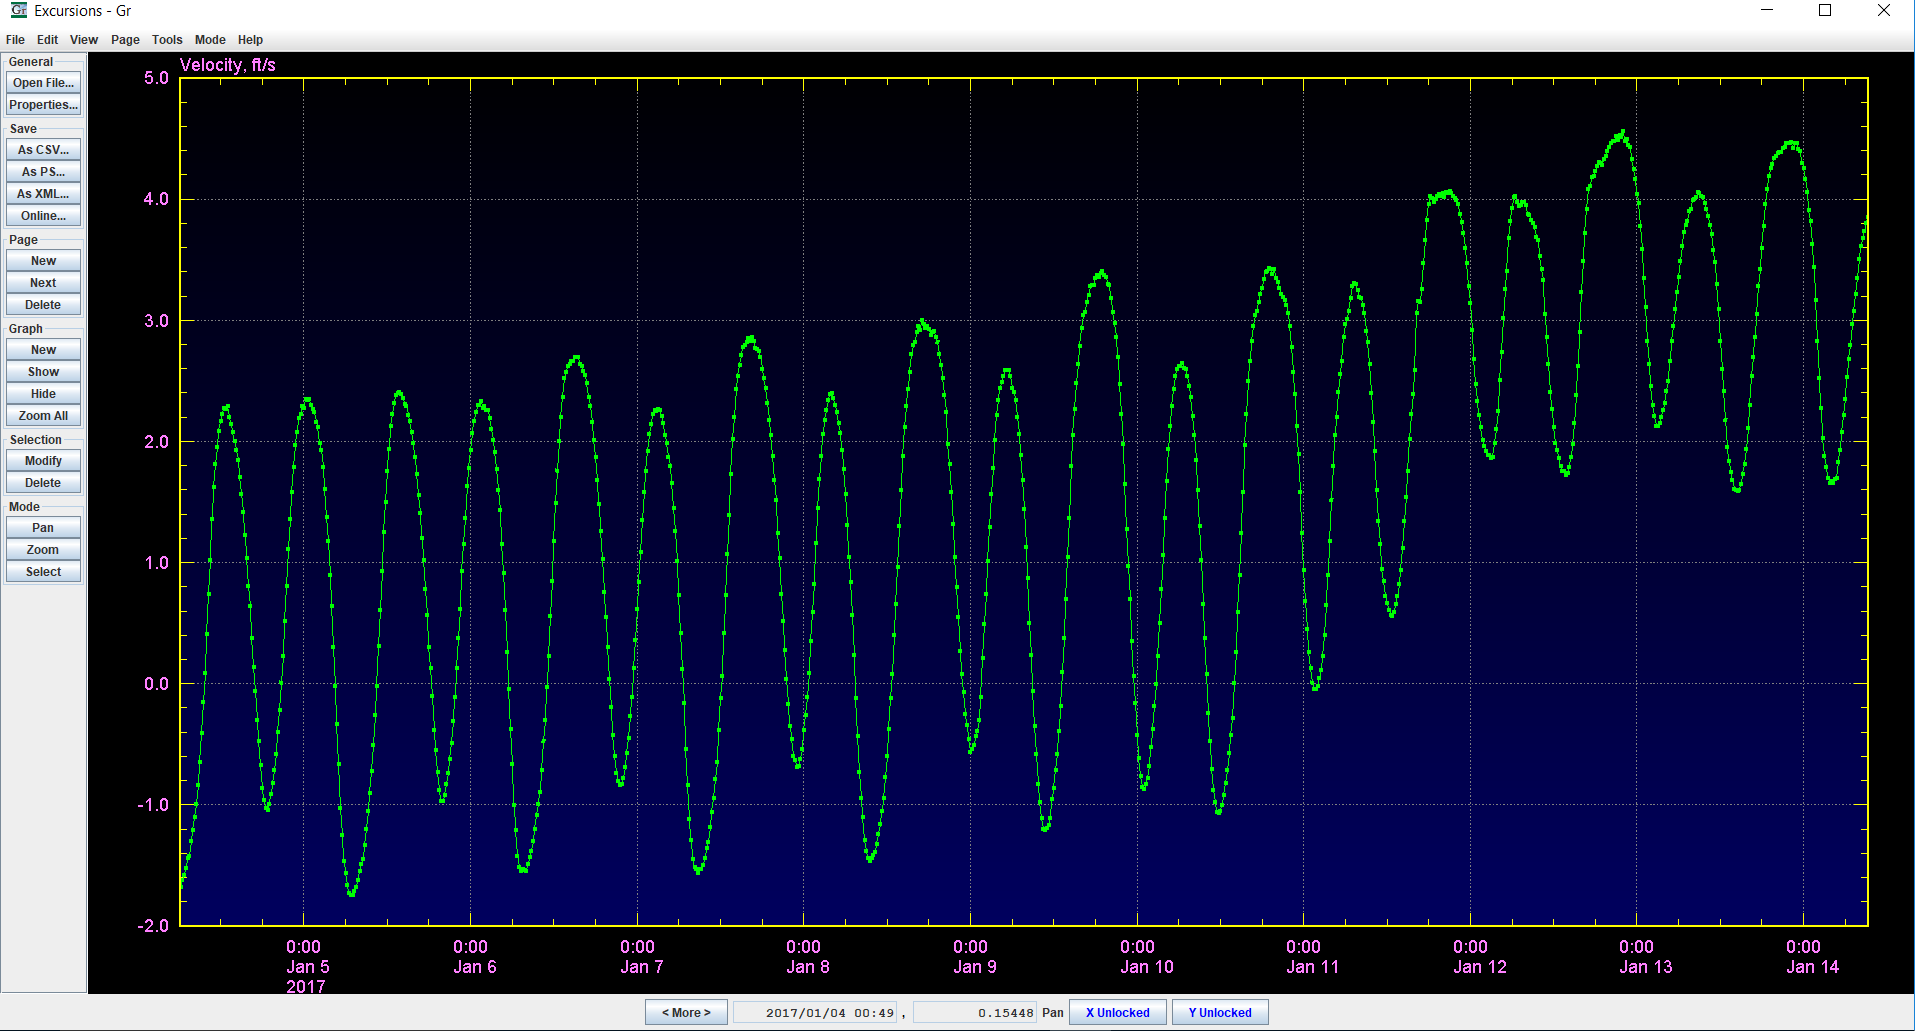 Gr Excursions - Gr
File Edit View Page Tools Mode Help
General
Open File...
Properties...
Save
As CSV...
As PS...
As XML...
Online...
Page
New
Next
Delete
Graph
New
Show
Hide
Zoom All
Selection
Modify
Delete
Mode
Pan
Zoom
Select
Velocity, ft/s
5.0
4.0
3.0
2.0
1.0
0.0
-1.0
-2.0
0:00 0:00 0:00 0:00 0:00 0:00 0:00 0:00 0:00 0:00
Jan 5 Jan 6 Jan 7 Jan 8 Jan 9 Jan 10 Jan 11 Jan 12 Jan 13 Jan 14
2017
< More > 2017/01/04 00:49 , 0.15448 Pan X Unlocked Y Unlocked